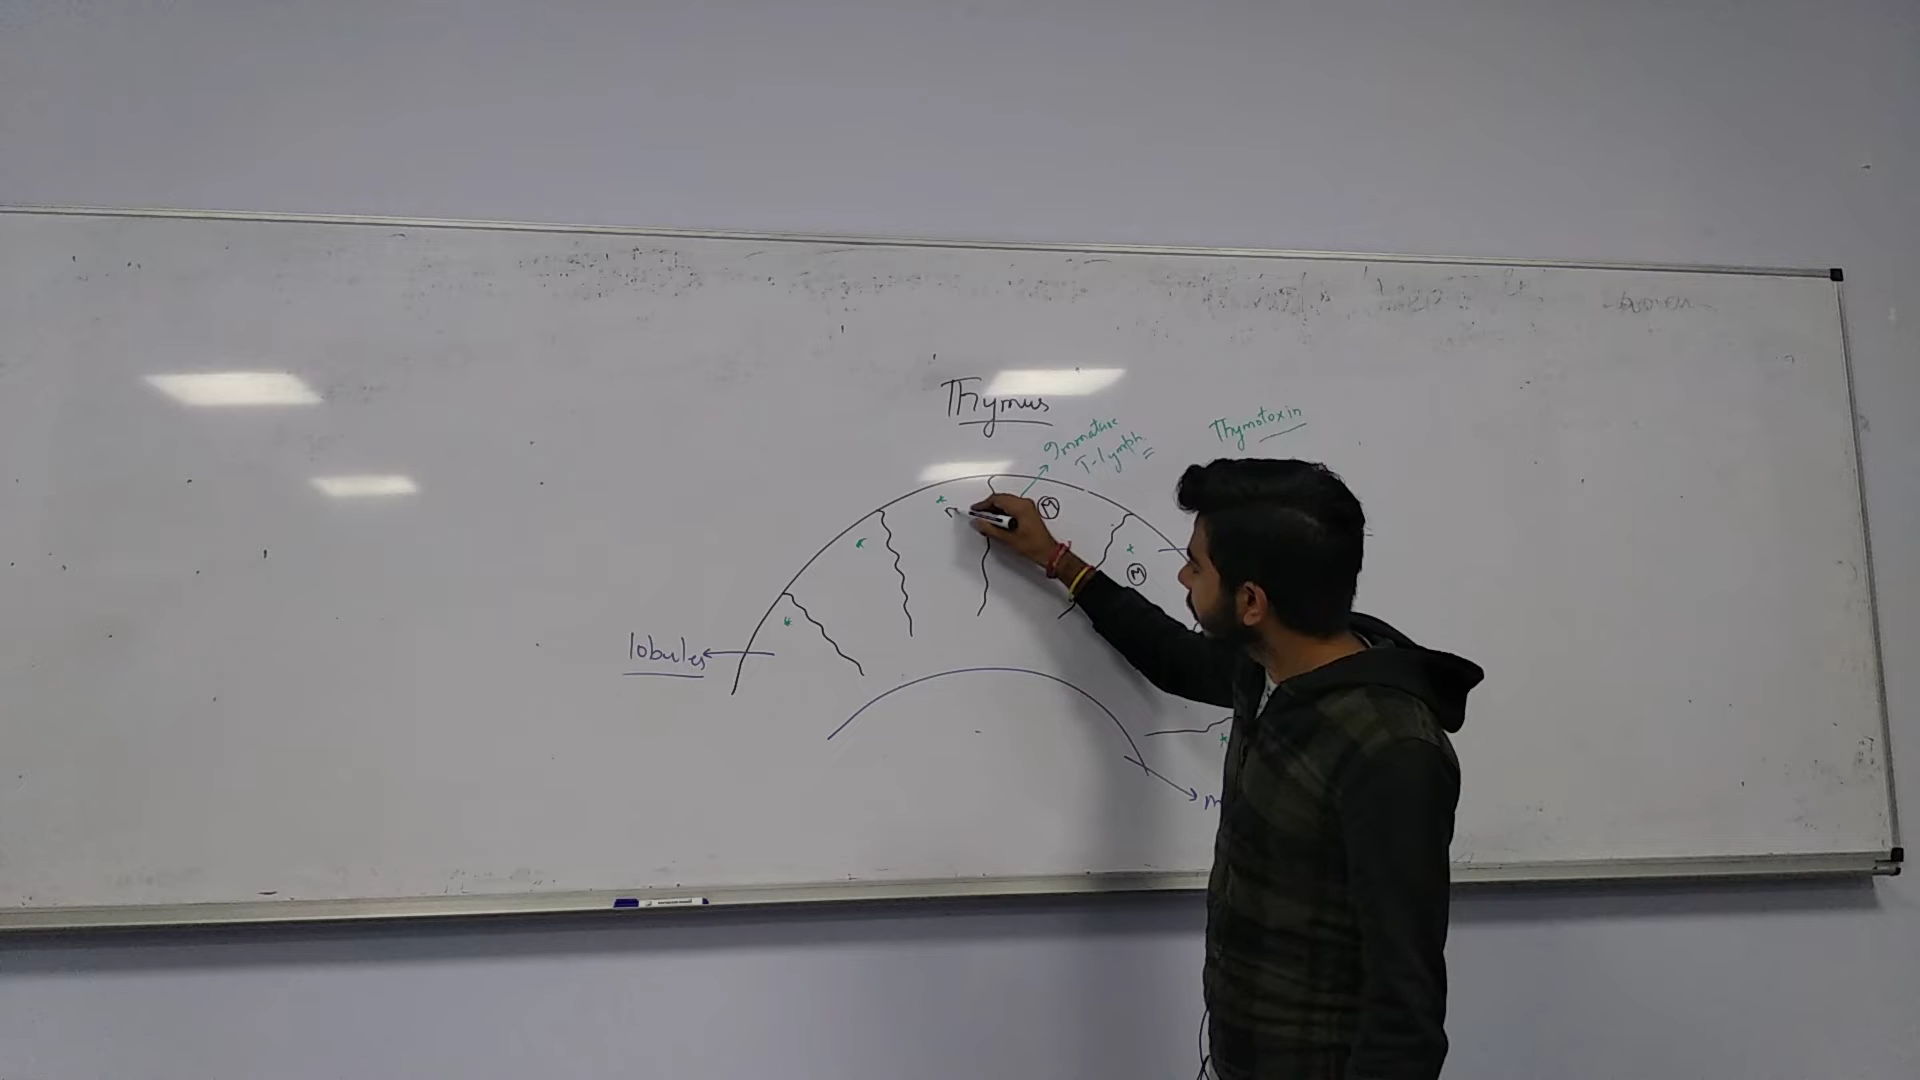 Thymus
Immature
T-lymph.
Thymotoxin
M
M
lobules